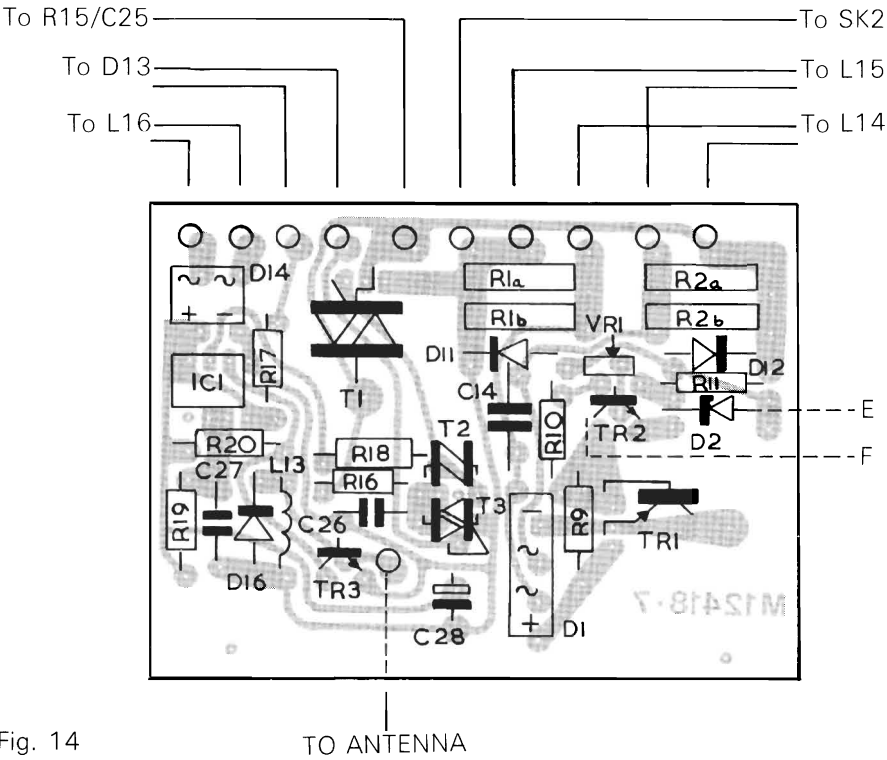 To R15/C25
To SK2
To D13
To L15
To L16
To L14
D14
R1a
R2a
R1b
VR1
R2b
R17
D11
D12
IC1
T1
C14
R11
E
R20
T2
R10
TR2
D2
F
C27
L13
R18
R16
R19
C26
T3
R9
TR1
D16
TR3
C28
D1
M12418-7
Fig. 14
TO ANTENNA